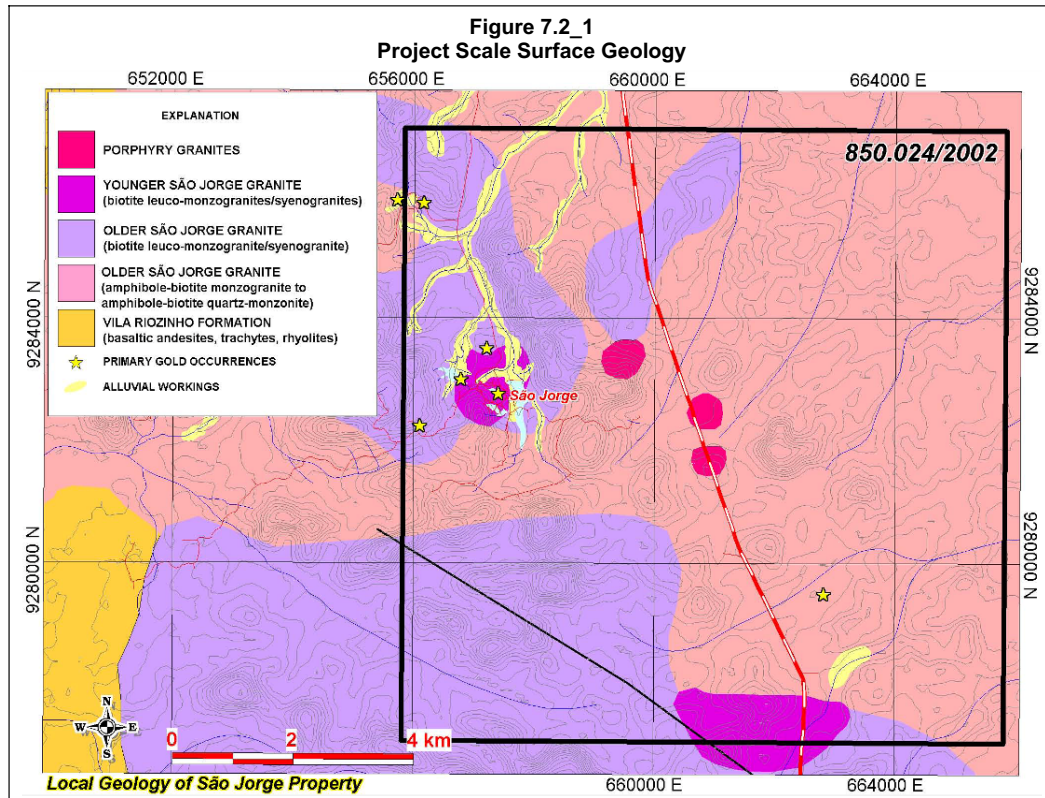 Figure 7.2_1
Project Scale Surface Geology
652000 E
656000 E
660000 E
664000 E
EXPLANATION
PORPHYRY GRANITES
YOUNGER SÃO JORGE GRANITE
(biotite leuco-monzogranites/syenogranites)
OLDER SÃO JORGE GRANITE
(biotite leuco-monzogranite/syenogranite)
OLDER SÃO JORGE GRANITE
(amphibole-biotite monzogranite to
amphibole-biotite quartz-monzonite)
VILA RIOZINHO FORMATION
(basaltic andesites, trachytes, rhyolites)
PRIMARY GOLD OCCURRENCES
ALLUVIAL WORKINGS
850.024/2002
9284000 N
9284000 N
São Jorge
9280000 N
9280000 N
N
W
E
S
0
2
4 km
Local Geology of São Jorge Property
660000 E
664000 E